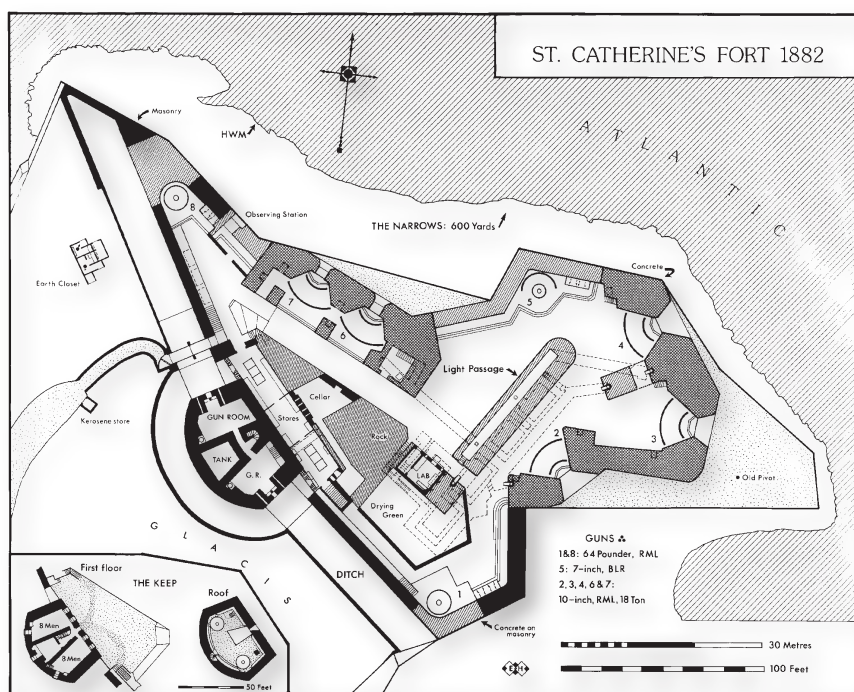 ST. CATHERINE'S FORT 1882
ATLANTIC
Masonry
HWM
THE NARROWS: 600 Yards
Observing Station
8
Concrete
Earth Closet
7
6
5
4
Light Passage
Kerosene store
GUN ROOM
TANK
G.R.
Stores
Cellar
Rock
LAB
Drying
Green
2
3
Old Pivot
GLACIS
DITCH
1
Concrete on
masonry
GUNS
1&8: 64 Pounder, RML
5: 7-inch, BLR
2, 3, 4, 6 & 7:
10-inch, RML, 18 Ton
30 Metres
100 Feet
E H
First floor
THE KEEP
Roof
8 Men
8 Men
50 Feet